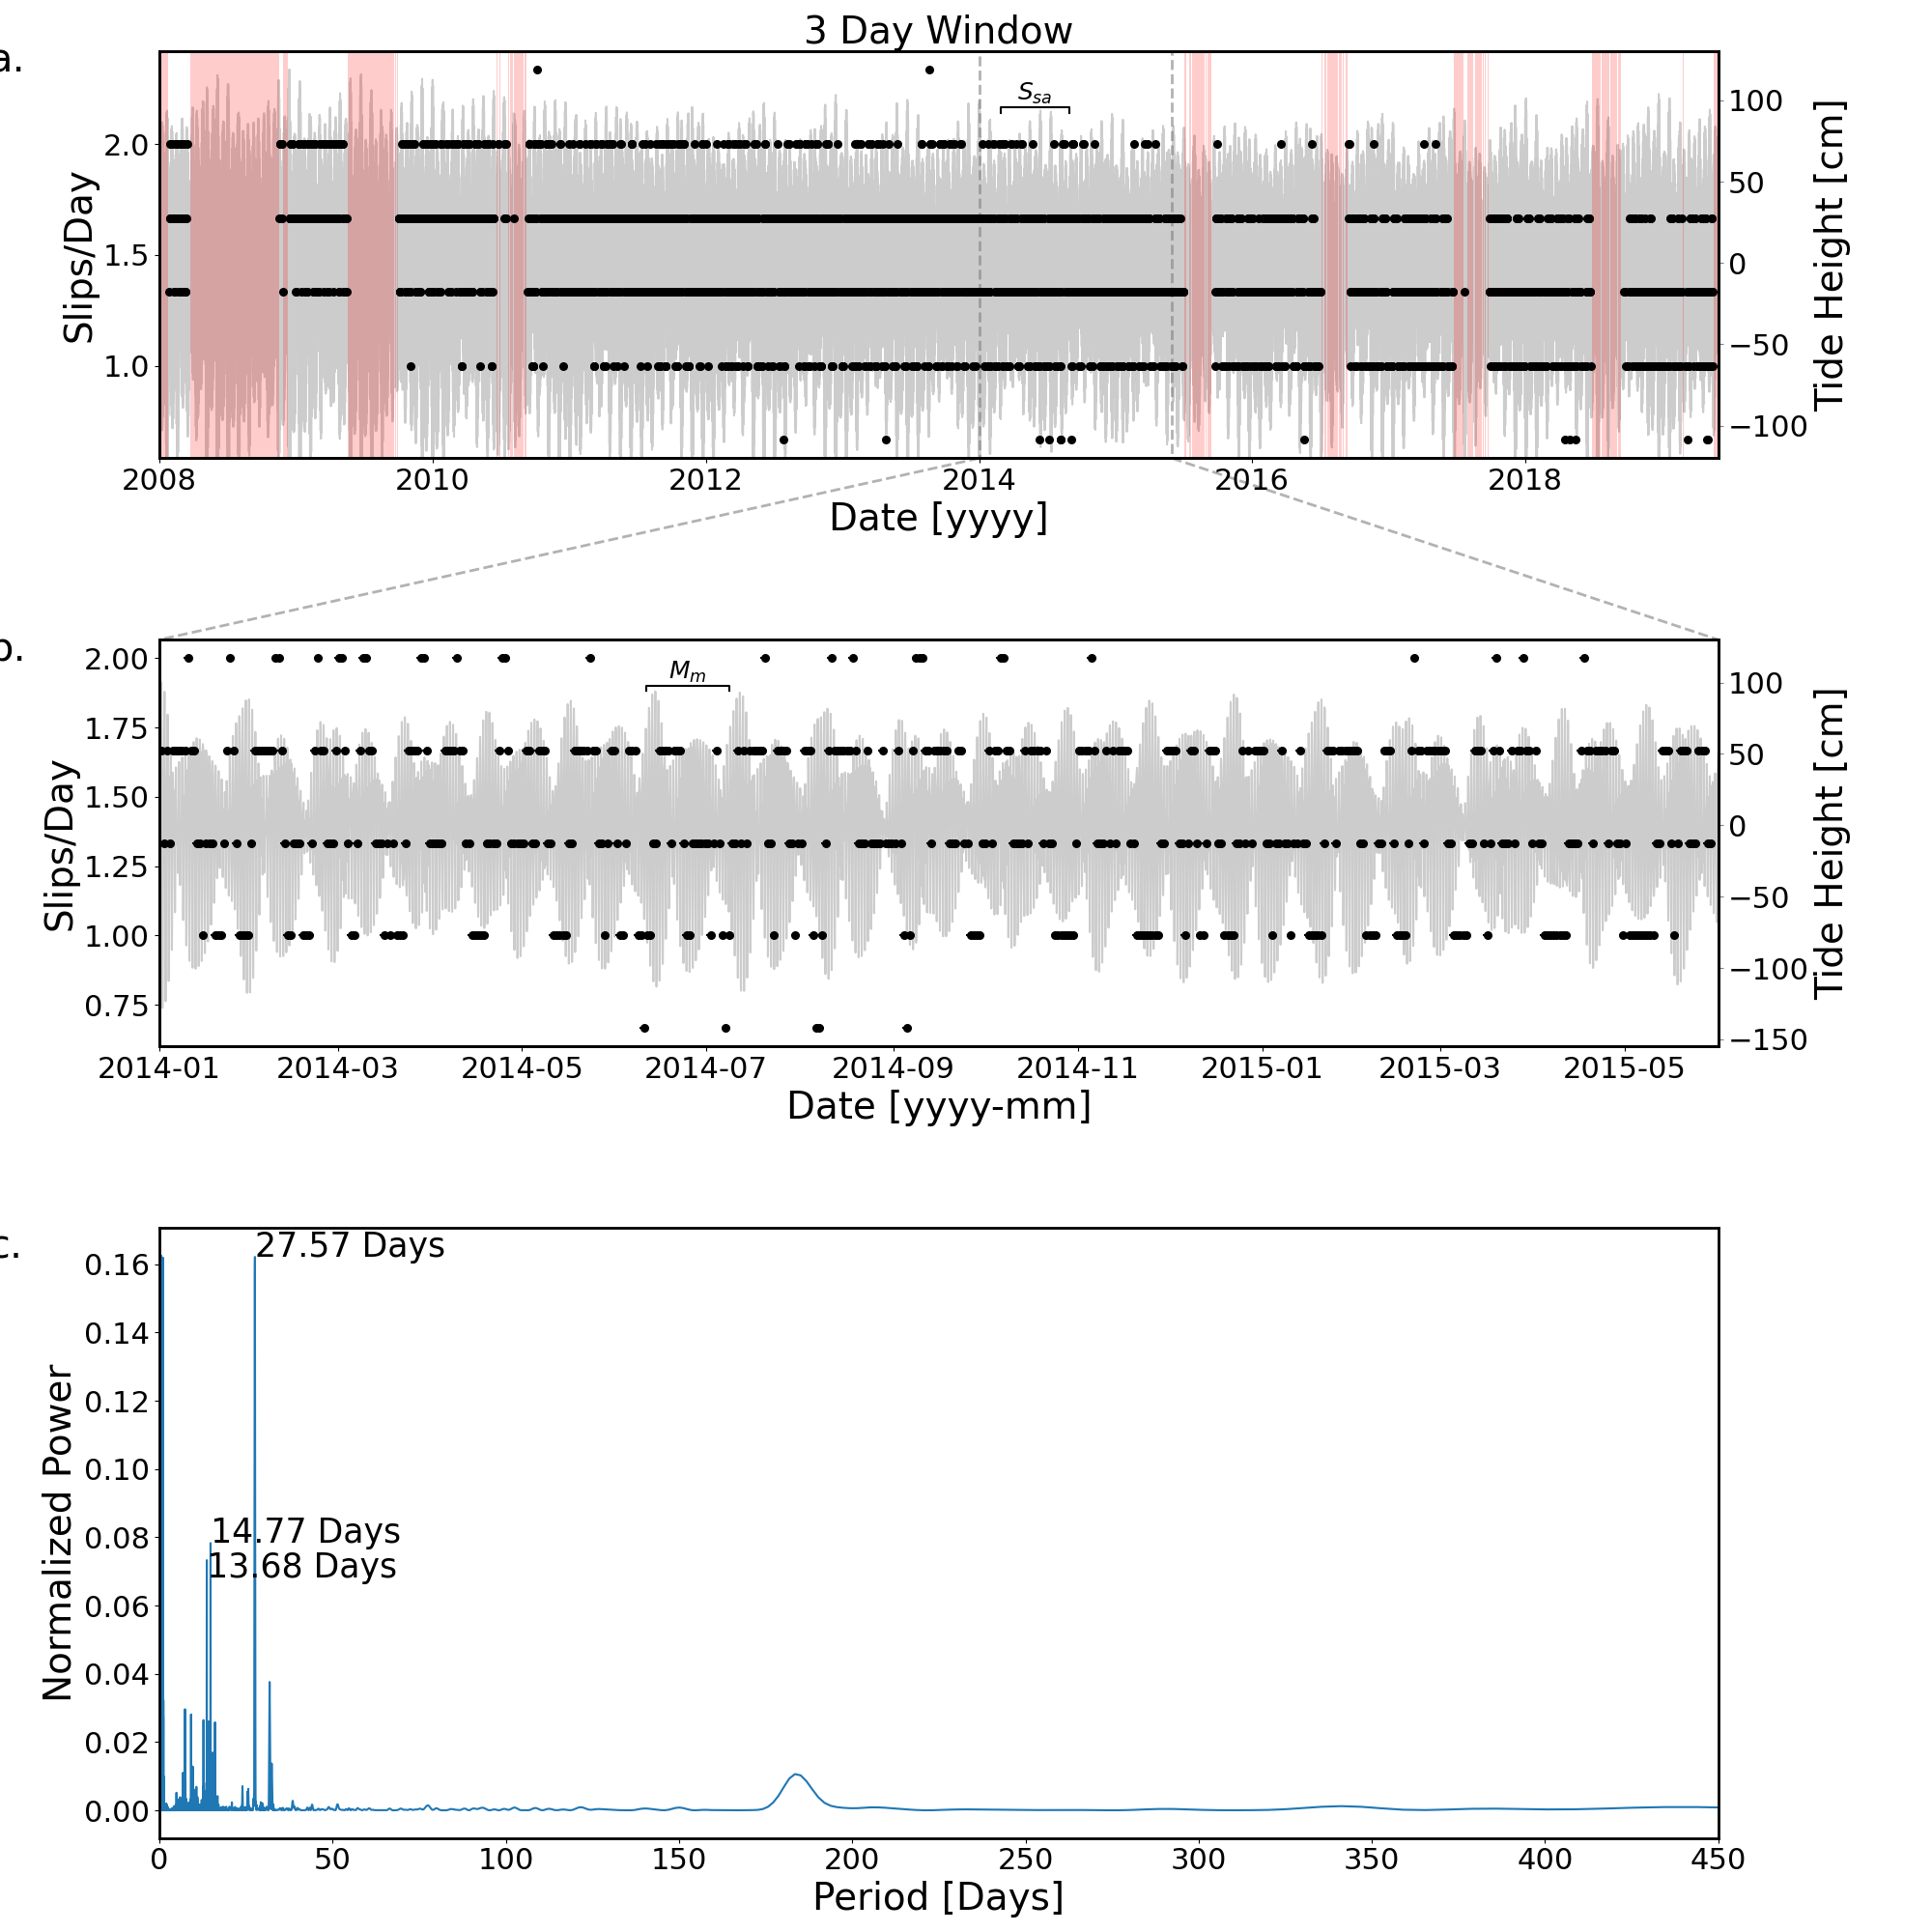 3 Day Window
a.
S_sa
2.0
1.5
1.0
Slips/Day
100
50
0
−50
−100
Tide Height [cm]
2008 2010 2012 2014 2016 2018
Date [yyyy]
b.
M_m
2.00
1.75
1.50
1.25
1.00
0.75
Slips/Day
100
50
0
−50
−100
−150
Tide Height [cm]
2014-01 2014-03 2014-05 2014-07 2014-09 2014-11 2015-01 2015-03 2015-05
Date [yyyy-mm]
c.
27.57 Days
14.77 Days
13.68 Days
0.16
0.14
0.12
0.10
0.08
0.06
0.04
0.02
0.00
Normalized Power
0 50 100 150 200 250 300 350 400 450
Period [Days]